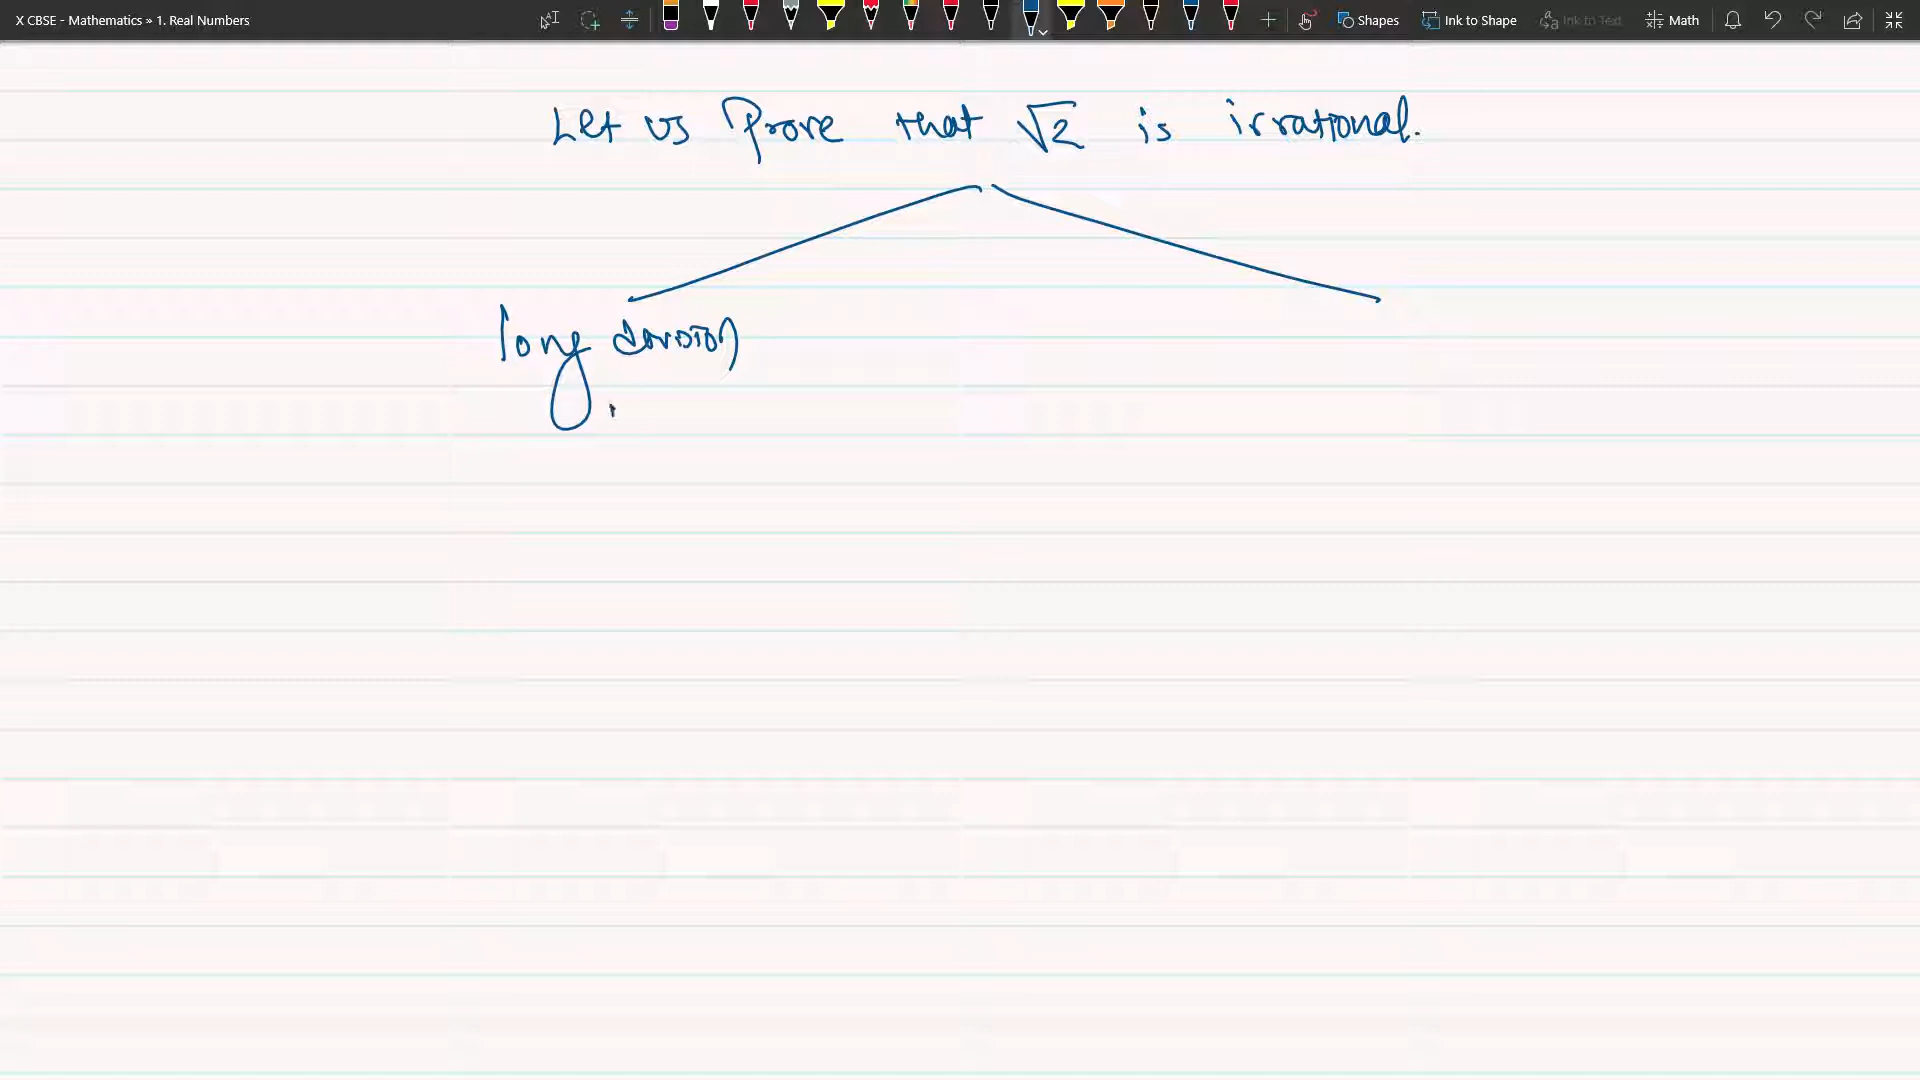 X CBSE - Mathematics » 1. Real Numbers
Shapes Ink to Shape Ink to Text Math
Let us Prove that √2 is irrational.
long division